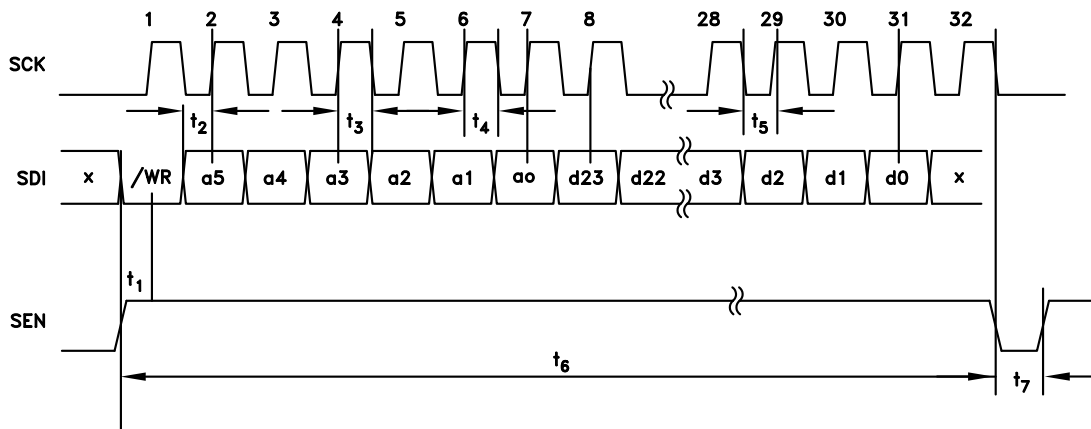 1 2 3 4 5 6 7 8 28 29 30 31 32
SCK
t2 t3 t4 t5
SDI x /WR a5 a4 a3 a2 a1 ao d23 d22 d3 d2 d1 d0 x
t1
SEN
t6 t7